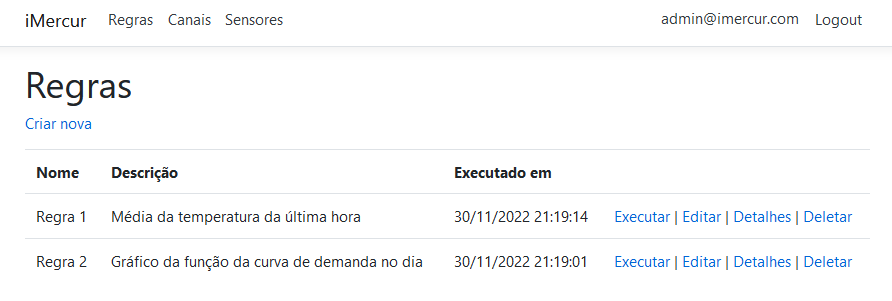 iMercur Regras Canais Sensores admin@imercur.com Logout
Regras
Criar nova
Nome Descrição Executado em
Regra 1 Média da temperatura da última hora 30/11/2022 21:19:14 Executar | Editar | Detalhes | Deletar
Regra 2 Gráfico da função da curva de demanda no dia 30/11/2022 21:19:01 Executar | Editar | Detalhes | Deletar